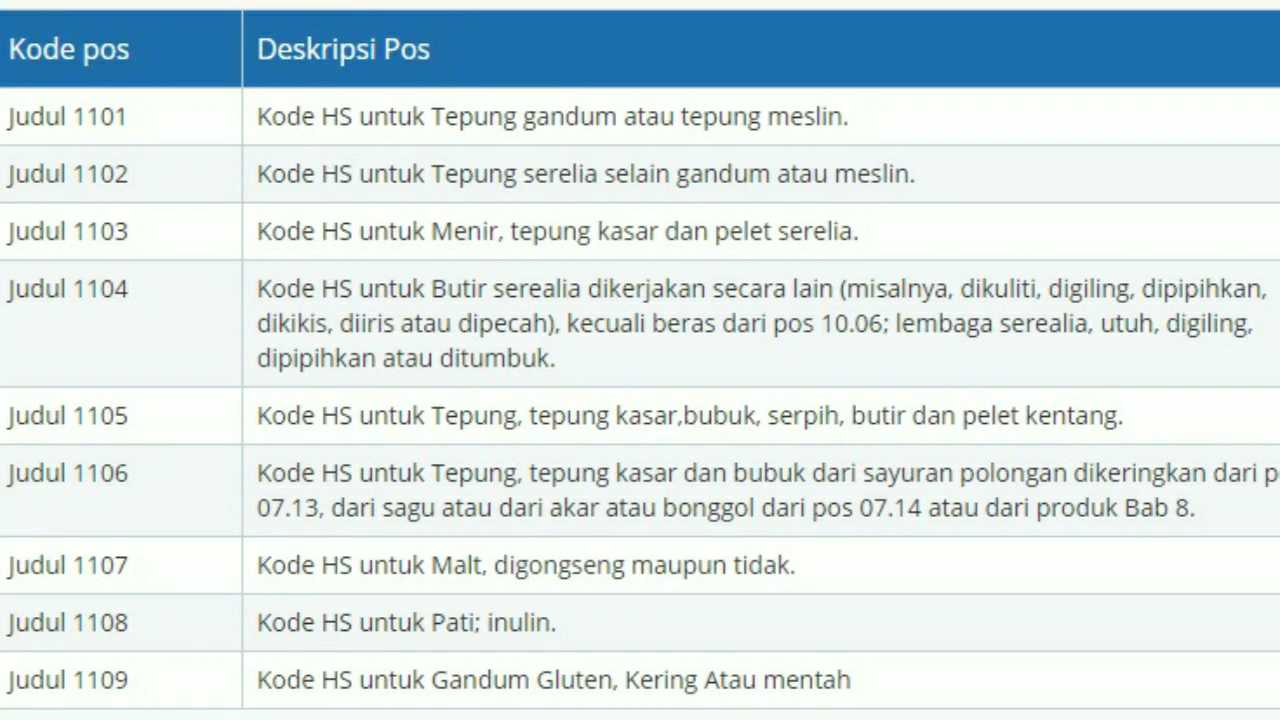 Kode pos Deskripsi Pos
Judul 1101 Kode HS untuk Tepung gandum atau tepung meslin.
Judul 1102 Kode HS untuk Tepung serelia selain gandum atau meslin.
Judul 1103 Kode HS untuk Menir, tepung kasar dan pelet serelia.
Judul 1104 Kode HS untuk Butir serealia dikerjakan secara lain (misalnya, dikuliti, digiling, dipipihkan,
dikikis, diiris atau dipecah), kecuali beras dari pos 10.06; lembaga serealia, utuh, digiling,
dipipihkan atau ditumbuk.
Judul 1105 Kode HS untuk Tepung, tepung kasar,bubuk, serpih, butir dan pelet kentang.
Judul 1106 Kode HS untuk Tepung, tepung kasar dan bubuk dari sayuran polongan dikeringkan dari
07.13, dari sagu atau dari akar atau bonggol dari pos 07.14 atau dari produk Bab 8.
Judul 1107 Kode HS untuk Malt, digongseng maupun tidak.
Judul 1108 Kode HS untuk Pati; inulin.
Judul 1109 Kode HS untuk Gandum Gluten, Kering Atau mentah